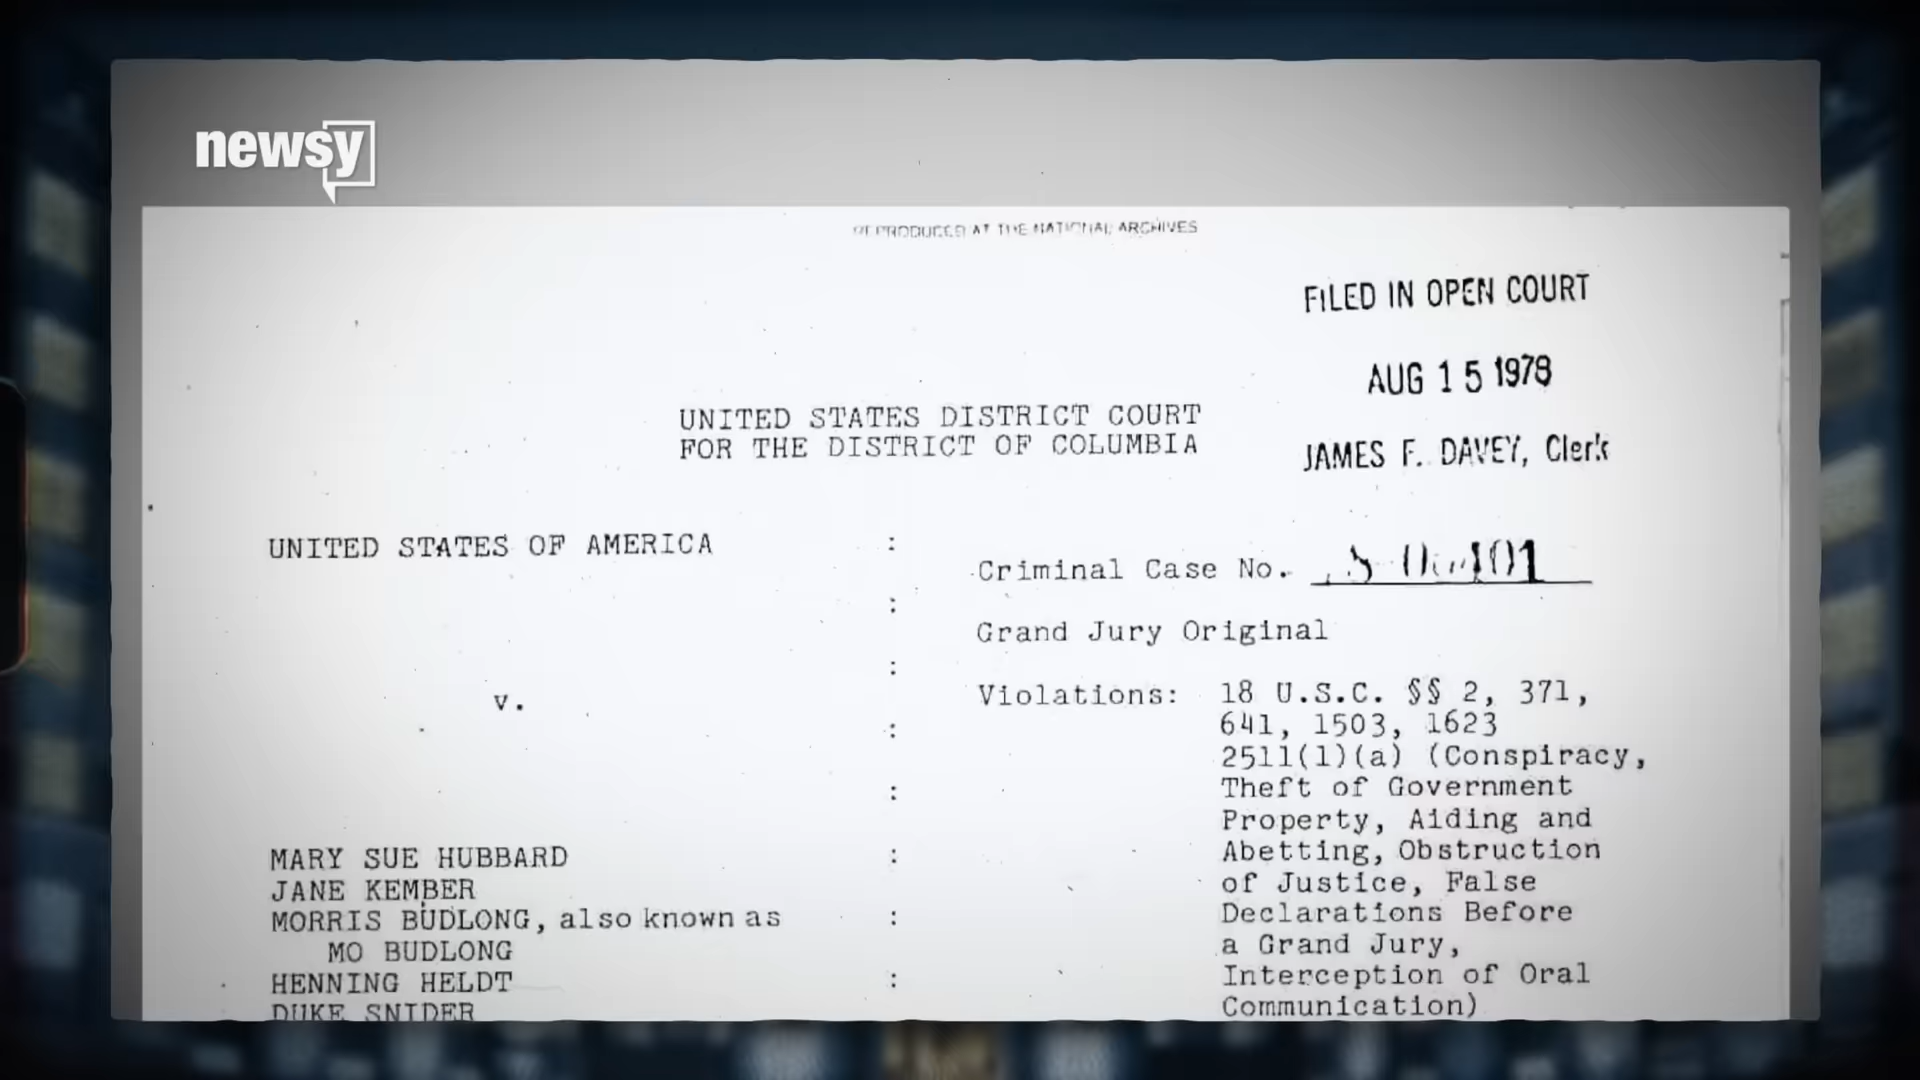 newsy
REPRODUCED AT THE NATIONAL ARCHIVES
FILED IN OPEN COURT
AUG 15 1978
JAMES F. DAVEY, Clerk
UNITED STATES DISTRICT COURT
FOR THE DISTRICT OF COLUMBIA
UNITED STATES OF AMERICA :
Criminal Case No.
:
Grand Jury Original
:
v.
Violations: 18 U.S.C. §§ 2, 371,
: 641, 1503, 1623
2511(1)(a) (Conspiracy,
: Theft of Government
Property, Aiding and
MARY SUE HUBBARD : Abetting, Obstruction
JANE KEMBER of Justice, False
MORRIS BUDLONG, also known as : Declarations Before
MO BUDLONG a Grand Jury,
HENNING HELDT : Interception of Oral
DUKE SNIDER Communication)